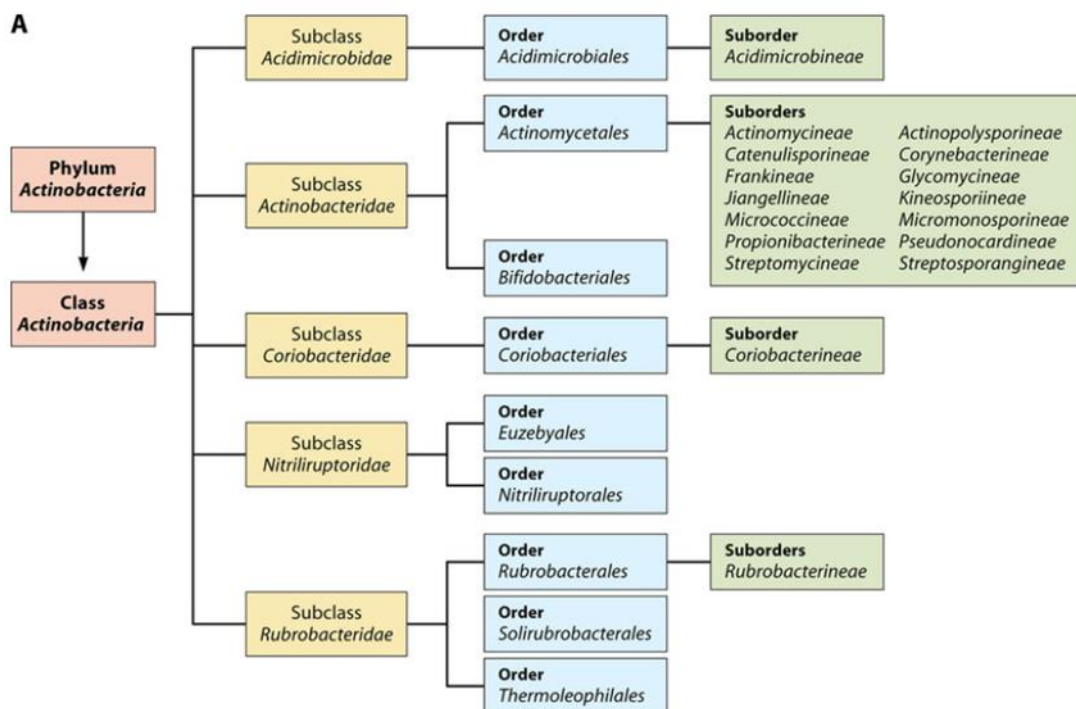 A
Phylum
Actinobacteria
Class
Actinobacteria
Subclass
Acidimicrobidae
Order
Acidimicrobiales
Suborder
Acidimicrobineae
Subclass
Actinobacteridae
Order
Actinomycetales
Suborders
Actinomycineae Actinopolysporineae
Catenulisporineae Corynebacterineae
Frankineae Glycomycineae
Jiangellineae Kineosporiineae
Micrococcineae Micromonosporineae
Propionibacterineae Pseudonocardineae
Streptomycineae Streptosporangineae
Order
Bifidobacteriales
Subclass
Coriobacteridae
Order
Coriobacteriales
Suborder
Coriobacterineae
Subclass
Nitriliruptoridae
Order
Euzebyales
Order
Nitriliruptorales
Subclass
Rubrobacteridae
Order
Rubrobacterales
Suborders
Rubrobacterineae
Order
Solirubrobacterales
Order
Thermoleophilales